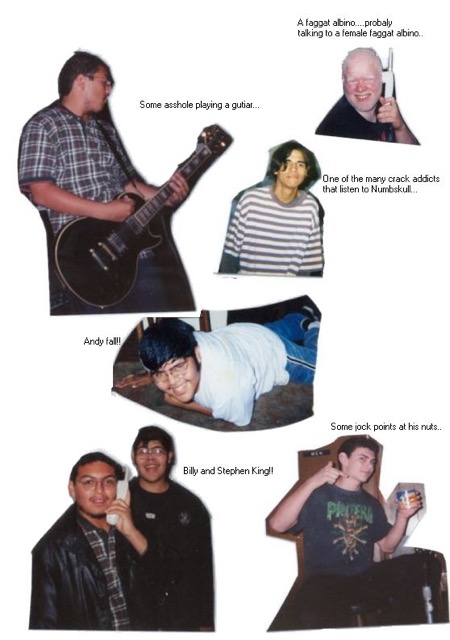 A faggat albino....probaly
talking to a female faggat albino..
Some asshole playing a gutiar...
One of the many crack addicts
that listen to Numbskull...
Andy fall!!
Some jock points at his nuts..
Billy and Stephen King!!
PANTERA